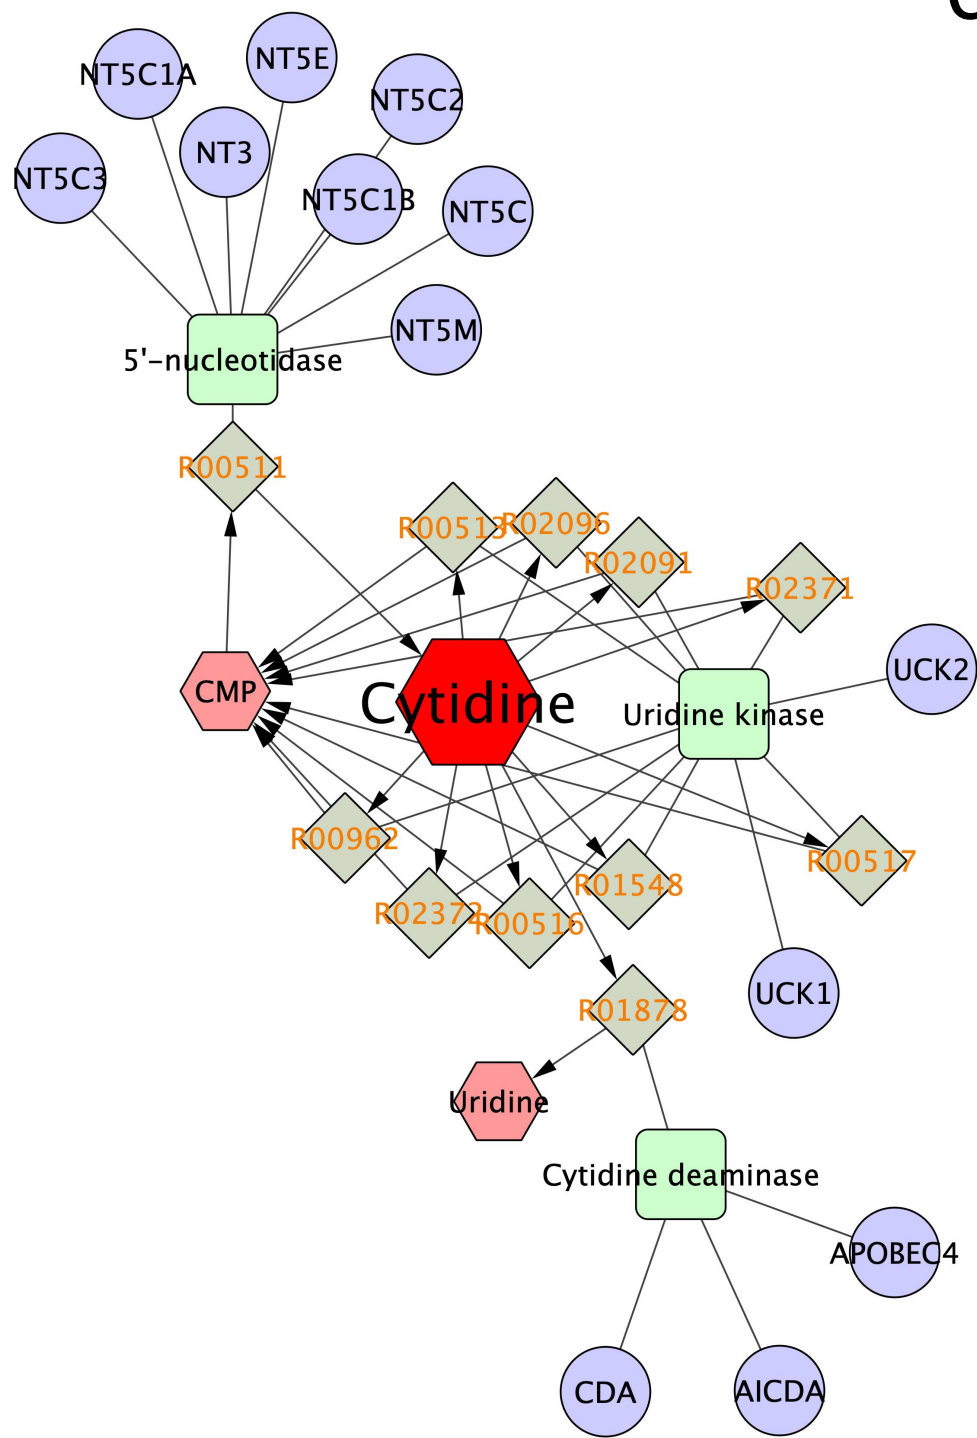 NT5E
NT5C1A
NT5C2
NT3
NT5C3
NT5C1B
NT5C
NT5M
5'-nucleotidase
R00511
R00513
R02096
R02091
R02371
UCK2
CMP
Cytidine
Uridine kinase
R00962
R00517
R01548
R02372
R00516
UCK1
R01878
Uridine
Cytidine deaminase
APOBEC4
CDA
AICDA